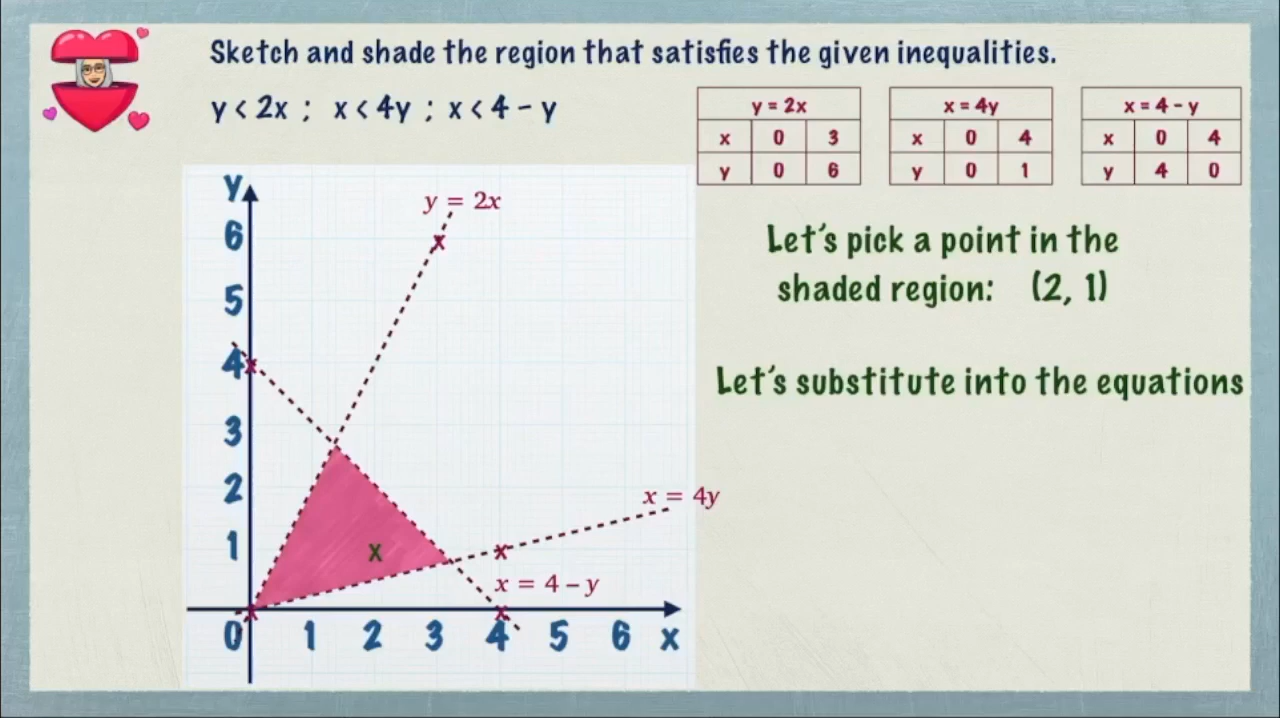 Sketch and shade the region that satisfies the given inequalities.
y < 2x ; x < 4y ; x < 4 - y
y = 2x
x 0 3
y 0 6
x = 4y
x 0 4
y 0 1
x = 4 - y
x 0 4
y 4 0
Let's pick a point in the
shaded region: (2, 1)
Let's substitute into the equations
y
y = 2x
6
x
5
4 x
3
2
x = 4y
1
x
x
x = 4 – y
x
x
0 1 2 3 4 5 6 x